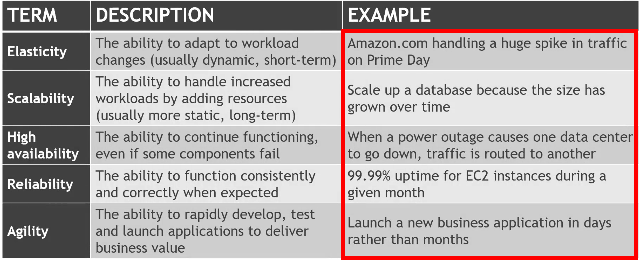 TERM DESCRIPTION EXAMPLE
Elasticity
The ability to adapt to workload
changes (usually dynamic, short-term)
Amazon.com handling a huge spike in traffic
on Prime Day
Scalability
The ability to handle increased
workloads by adding resources
(usually more static, long-term)
Scale up a database because the size has
grown over time
High
availability
The ability to continue functioning,
even if some components fail
When a power outage causes one data center
to go down, traffic is routed to another
Reliability
The ability to function consistently
and correctly when expected
99.99% uptime for EC2 instances during a
given month
Agility
The ability to rapidly develop, test
and launch applications to deliver
business value
Launch a new business application in days
rather than months